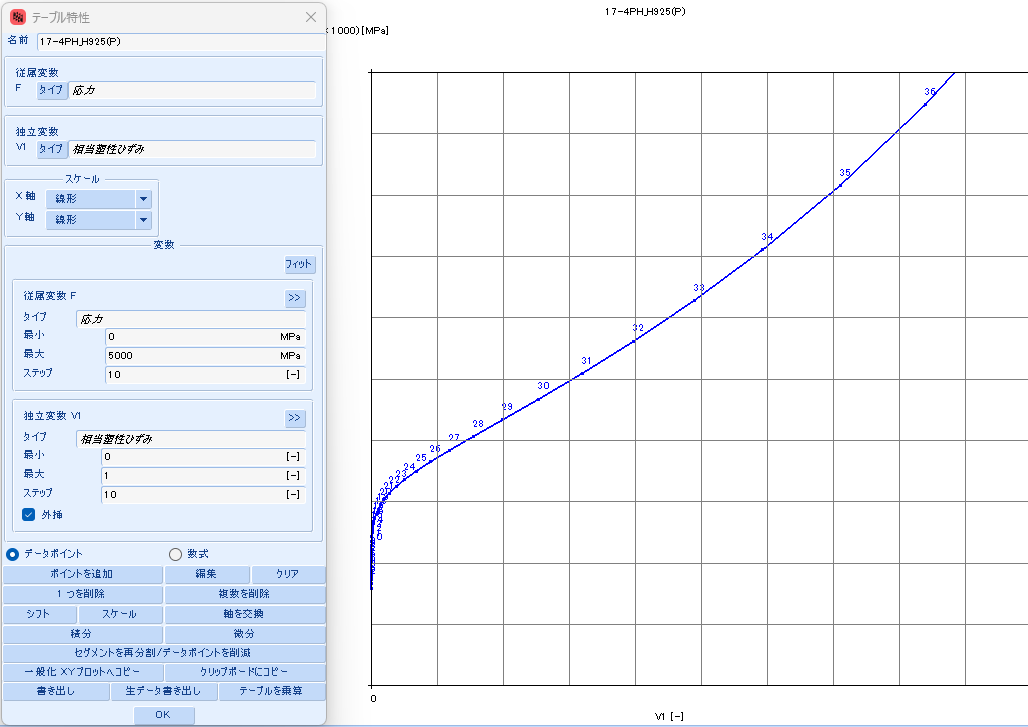 テーブル特性
名前 17-4PH_H925(P)
従属変数
F タイプ 応力
独立変数
V1 タイプ 相当塑性ひずみ
スケール
X 軸 線形
Y 軸 線形
変数
フィット
従属変数 F >>
タイプ 応力
最小 0 MPa
最大 5000 MPa
ステップ 10 [-]
独立変数 V1 >>
タイプ 相当塑性ひずみ
最小 0 [-]
最大 1 [-]
ステップ 10 [-]
外挿
データポイント 数式
ポイントを追加 編集 クリア
1 つを削除 複数を削除
シフト スケール 軸を交換
積分 微分
セグメントを再分割/データポイントを削減
一般化 XYプロットへコピー クリップボードにコピー
書き出し 生データ書き出し テーブルを乗算
OK
17-4PH_H925(P)
x1000)[MPa]
36
35
34
33
32
31
30
29
28
27
26
25
24
23
0
V1 [-]